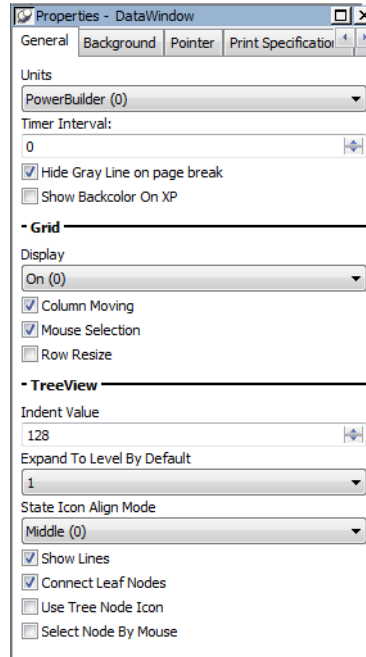 Properties - DataWindow
General Background Pointer Print Specification
Units
PowerBuilder (0)
Timer Interval:
0
Hide Gray Line on page break
Show Backcolor On XP
- Grid
Display
On (0)
Column Moving
Mouse Selection
Row Resize
- TreeView
Indent Value
128
Expand To Level By Default
1
State Icon Align Mode
Middle (0)
Show Lines
Connect Leaf Nodes
Use Tree Node Icon
Select Node By Mouse